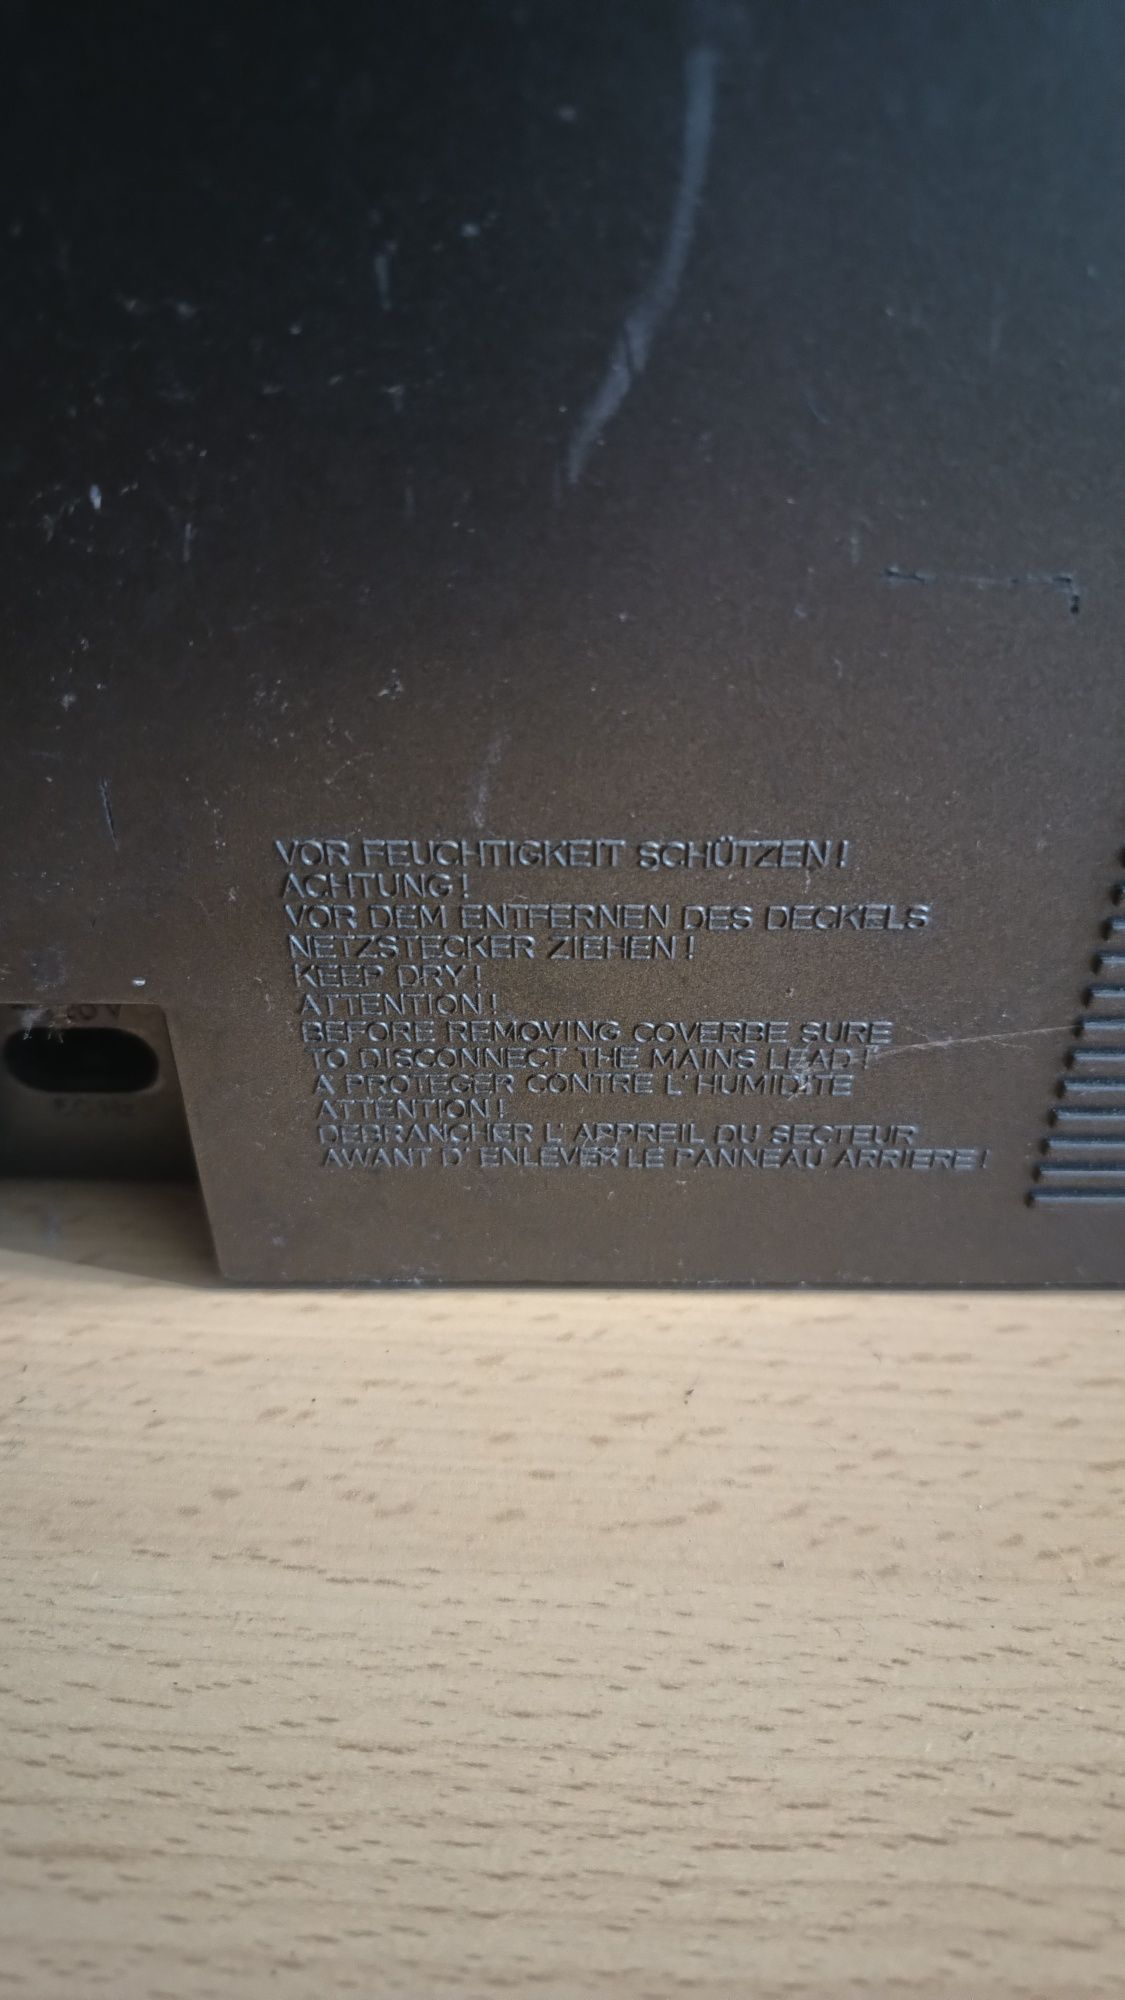 VOR FEUCHTIGKEIT SCHÜTZEN!
ACHTUNG!
VOR DEM ENTFERNEN DES DECKELS
NETZSTECKER ZIEHEN!
KEEP DRY!
ATTENTION!
BEFORE REMOVING COVERBE SURE
TO DISCONNECT THE MAINS LEAD!
A PROTEGER CONTRE L'HUMIDITE
ATTENTION!
DEBRANCHER L'APPREIL DU SECTEUR
AWANT D'ENLEVER LE PANNEAU ARRIERE!